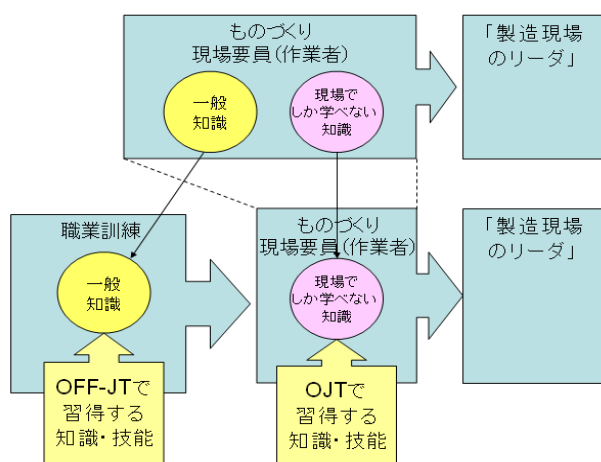 ものづくり
現場要員(作業者)
一般
知識
現場で
しか学べない
知識
「製造現場
のリーダ」
職業訓練
一般
知識
ものづくり
現場要員(作業者)
現場で
しか学べない
知識
「製造現場
のリーダ」
OFF-JTで
習得する
知識・技能
OJTで
習得する
知識・技能